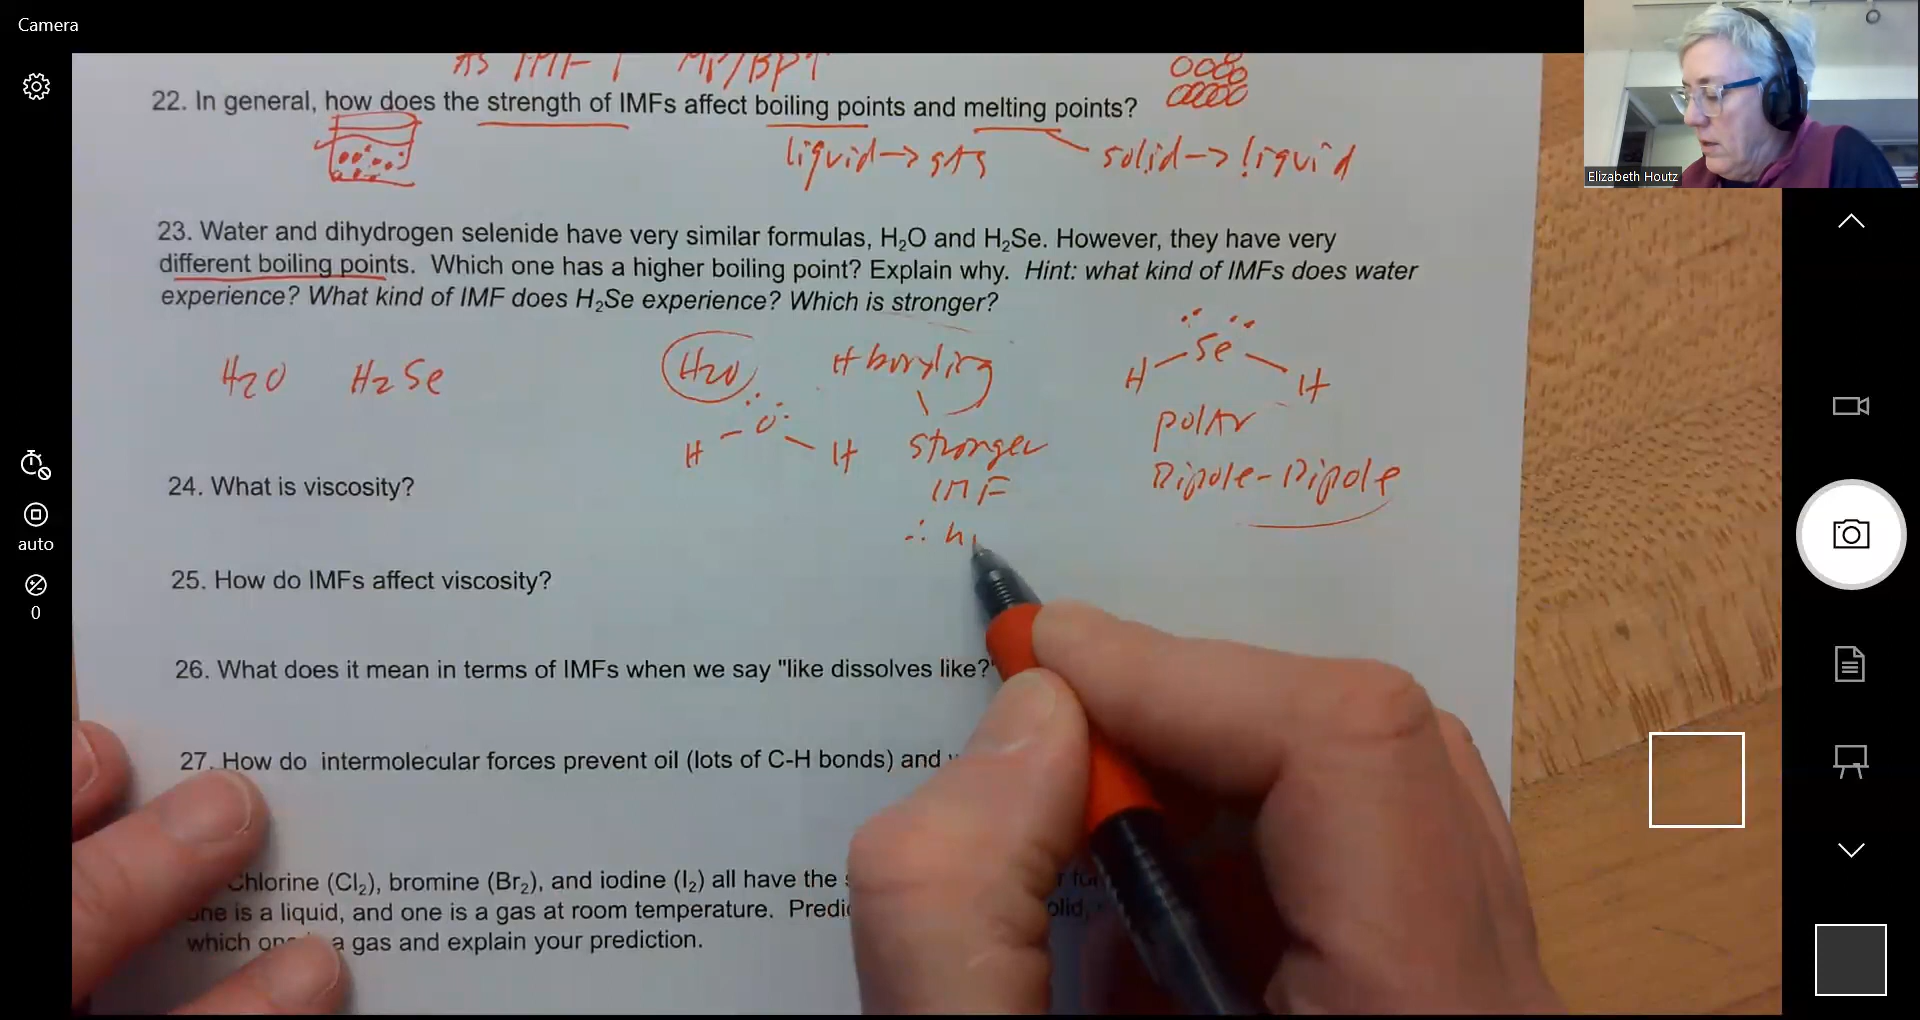 Camera
Elizabeth Houtz
As IMF ↑ MP/BPT
22. In general, how does the strength of IMFs affect boiling points and melting points?
liquid → gas
solid → liquid
23. Water and dihydrogen selenide have very similar formulas, H₂O and H₂Se. However, they have very
different boiling points. Which one has a higher boiling point? Explain why. Hint: what kind of IMFs does water
experience? What kind of IMF does H₂Se experience? Which is stronger?
H₂O H₂Se
H₂O
H O H
H bonding
stronger
IMF
∴ hi
Se
H H
polar
Dipole-Dipole
24. What is viscosity?
25. How do IMFs affect viscosity?
26. What does it mean in terms of IMFs when we say "like dissolves like?"
27. How do intermolecular forces prevent oil (lots of C-H bonds) and
Chlorine (Cl₂), bromine (Br₂), and iodine (I₂) all have the
one is a liquid, and one is a gas at room temperature.
which a gas and explain your prediction.
auto
0